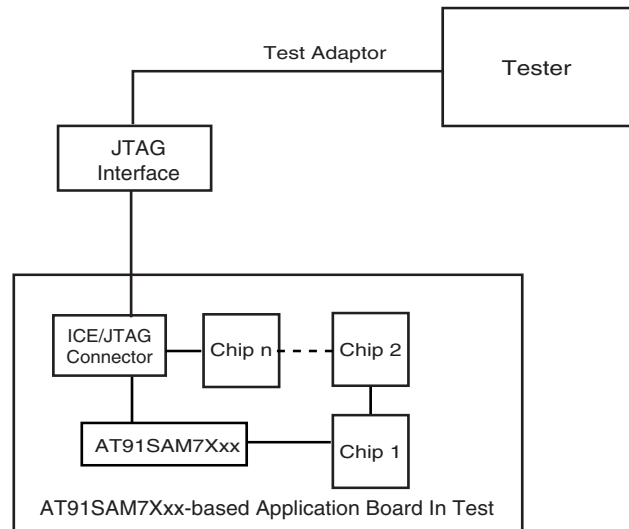 Test Adaptor
Tester
JTAG
Interface
ICE/JTAG
Connector
Chip n
Chip 2
AT91SAM7Xxx
Chip 1
AT91SAM7Xxx-based Application Board In Test